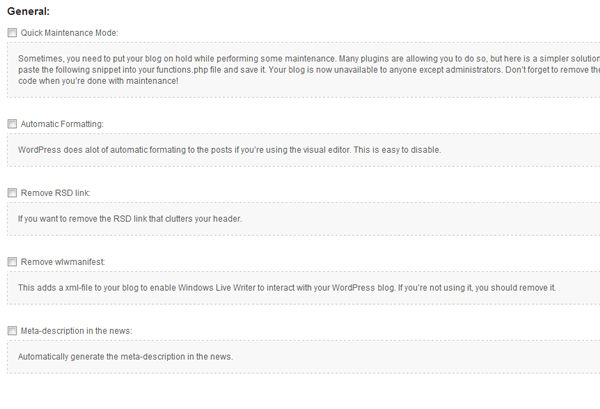 General:
Quick Maintenance Mode:
Sometimes, you need to put your blog on hold while performing some maintenance. Many plugins are allowing you to do so, but here is a simpler solution
paste the following snippet into your functions.php file and save it. Your blog is now unavailable to anyone except administrators. Don't forget to remove the
code when you're done with maintenance!
Automatic Formatting:
WordPress does alot of automatic formating to the posts if you're using the visual editor. This is easy to disable.
Remove RSD link:
If you want to remove the RSD link that clutters your header.
Remove wlwmanifest:
This adds a xml-file to your blog to enable Windows Live Writer to interact with your WordPress blog. If you're not using it, you should remove it.
Meta-description in the news:
Automatically generate the meta-description in the news.